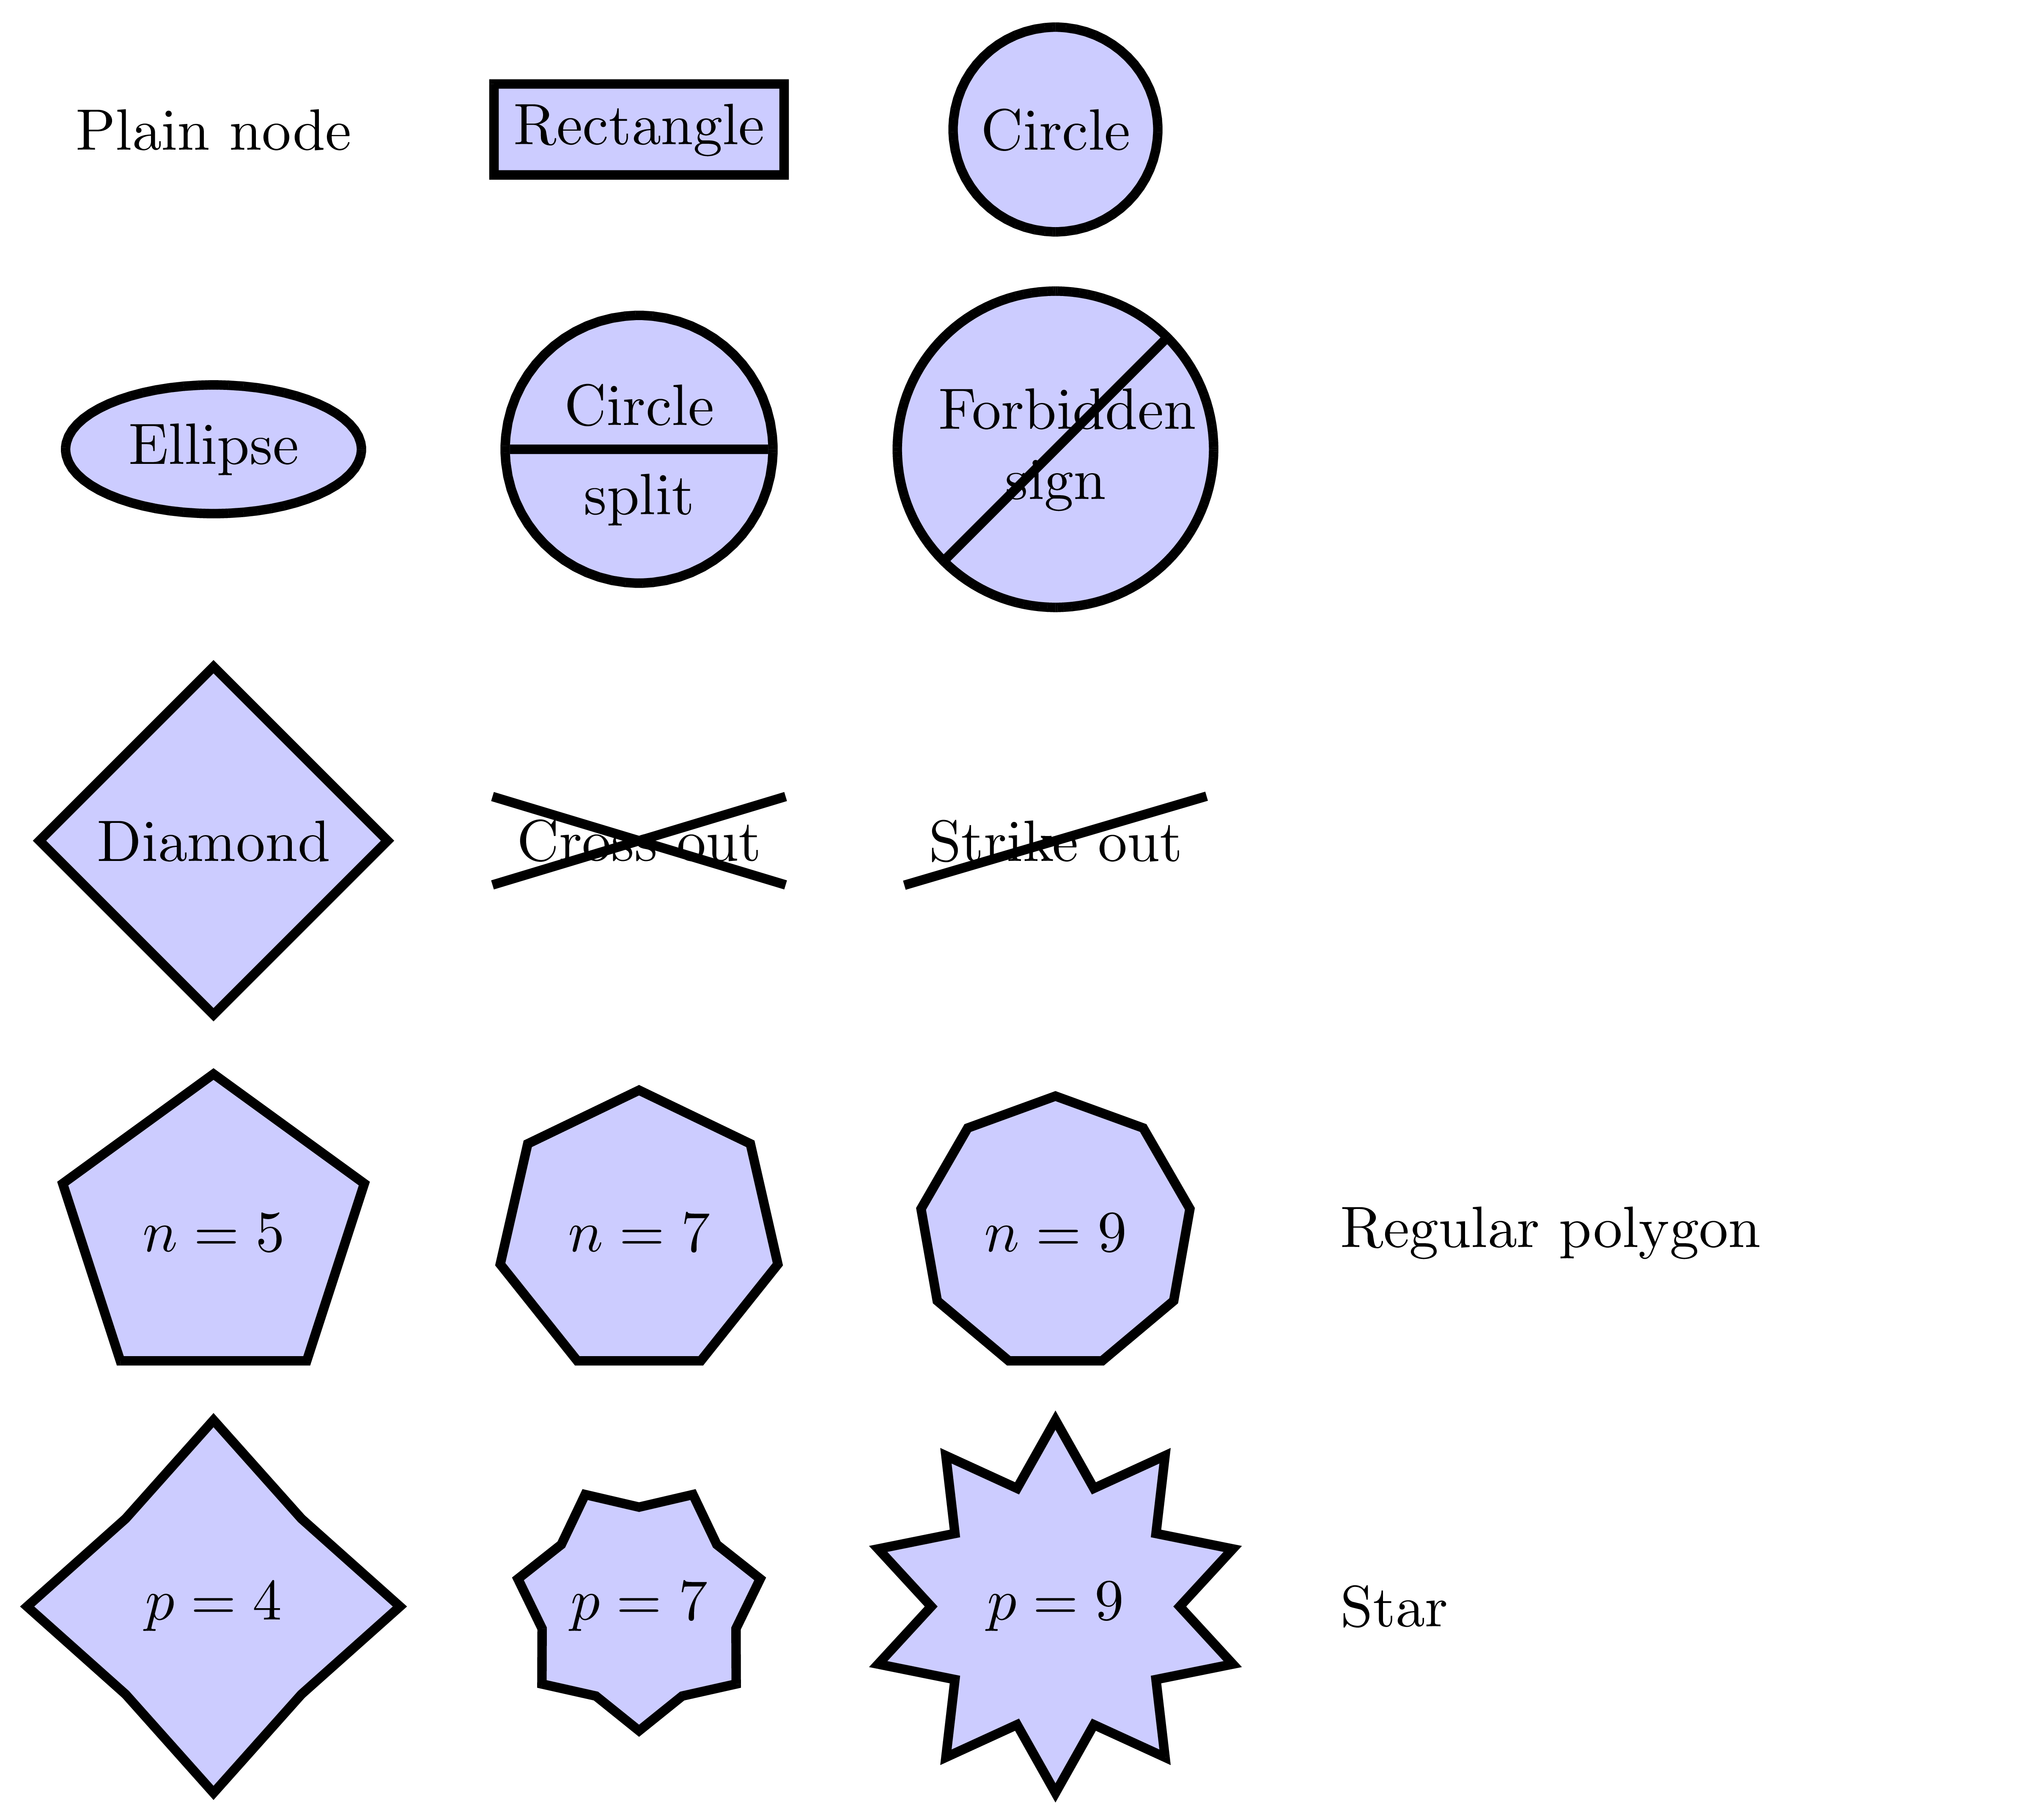 Plain node
Rectangle
Circle
Ellipse
Circle
split
Forbidden
sign
Diamond
Cross out
Strike out
n = 5
n = 7
n = 9
Regular polygon
p = 4
p = 7
p = 9
Star